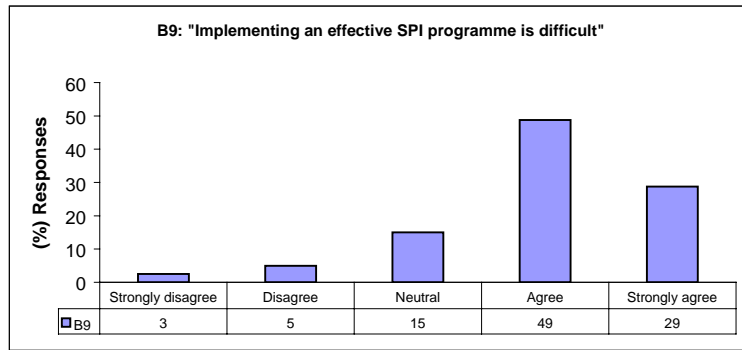 B9: "Implementing an effective SPI programme is difficult"
60
50
40
30
20
10
0
(%) Responses
Strongly disagree Disagree Neutral Agree Strongly agree
B9 3 5 15 49 29